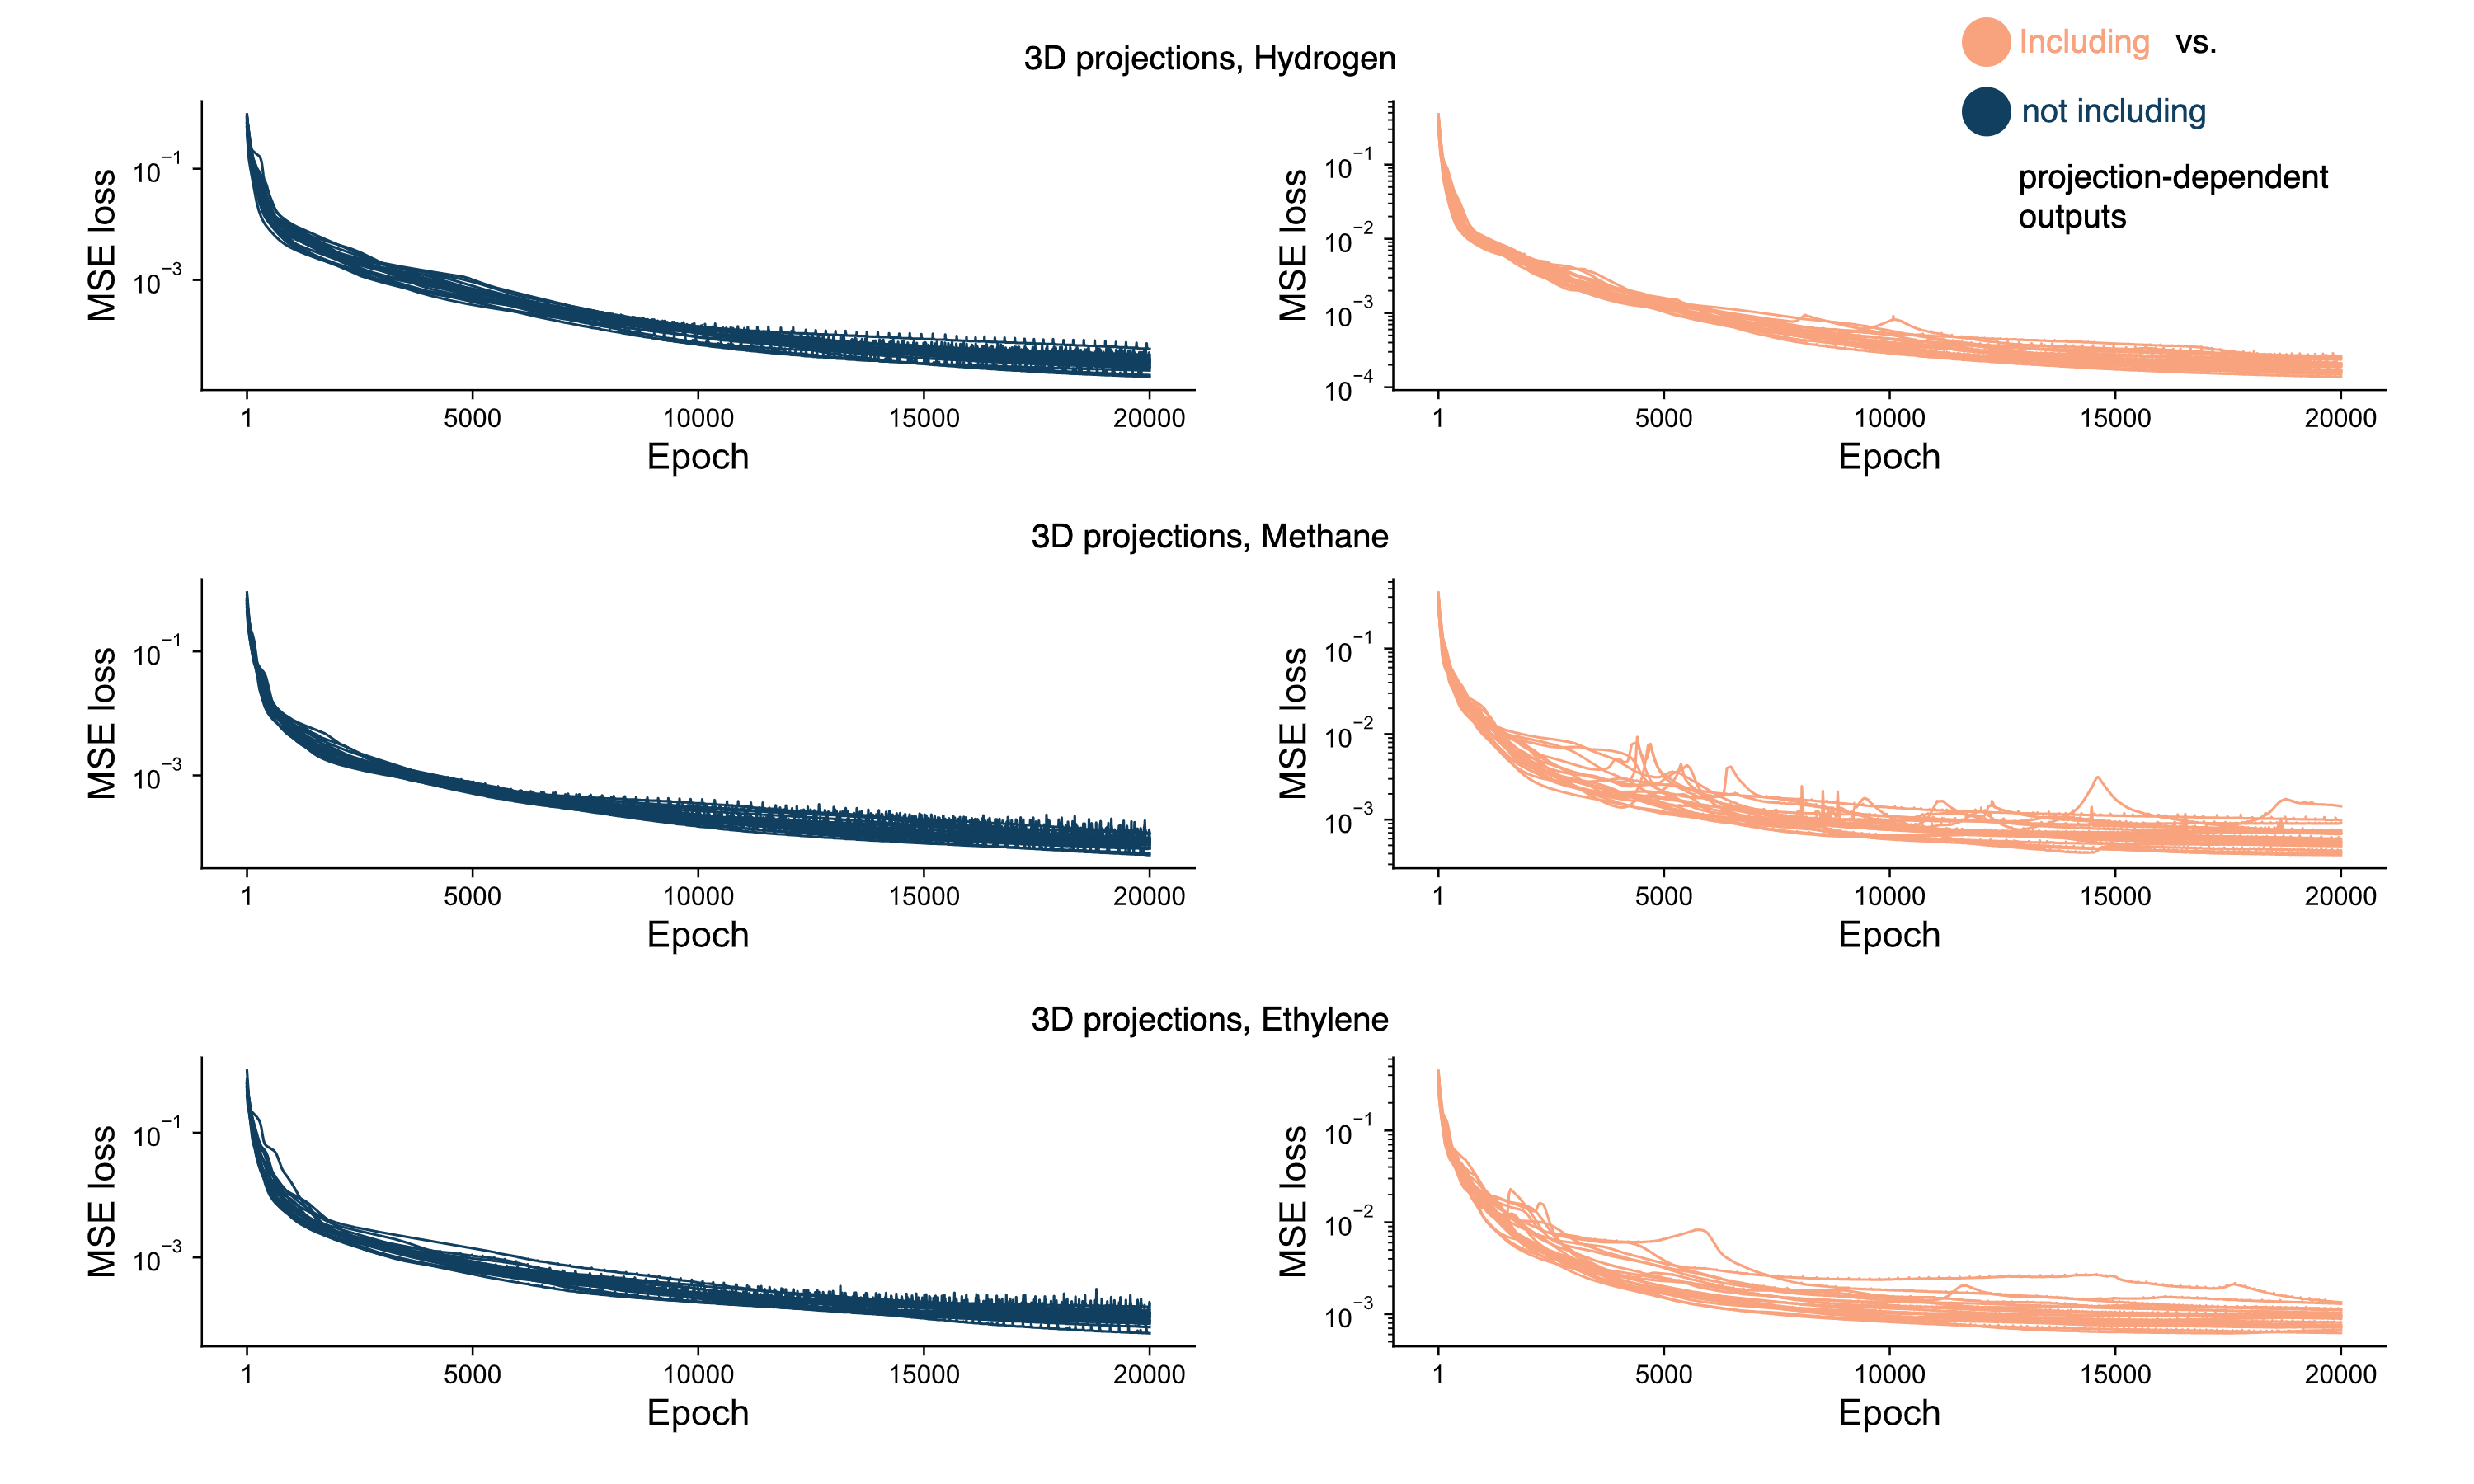 3D projections, Hydrogen
Including vs.
not including
projection-dependent
outputs
MSE loss
10⁻¹
10⁻³
1 5000 10000 15000 20000
Epoch
MSE loss
10⁻¹
10⁻²
10⁻³
10⁻⁴
1 5000 10000 15000 20000
Epoch
3D projections, Methane
MSE loss
10⁻¹
10⁻³
1 5000 10000 15000 20000
Epoch
MSE loss
10⁻¹
10⁻²
10⁻³
1 5000 10000 15000 20000
Epoch
3D projections, Ethylene
MSE loss
10⁻¹
10⁻³
1 5000 10000 15000 20000
Epoch
MSE loss
10⁻¹
10⁻²
10⁻³
1 5000 10000 15000 20000
Epoch